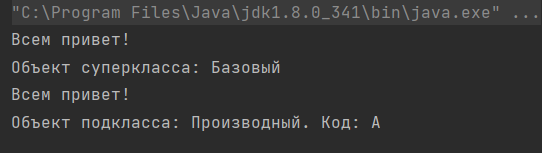 "C:\Program Files\Java\jdk1.8.0_341\bin\java.exe" ...
Всем привет!
Объект суперкласса: Базовый
Всем привет!
Объект подкласса: Производный. Код: A